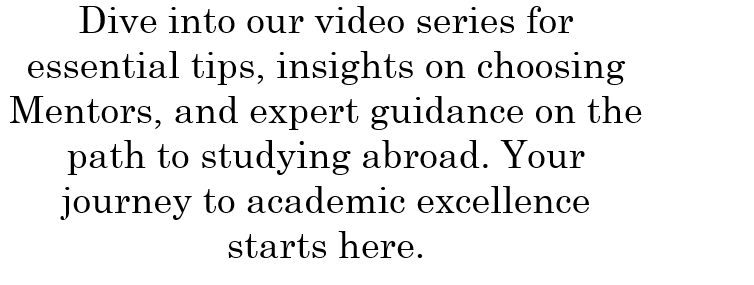 Dive into our video series for
essential tips, insights on choosing
Mentors, and expert guidance on the
path to studying abroad. Your
journey to academic excellence
starts here.